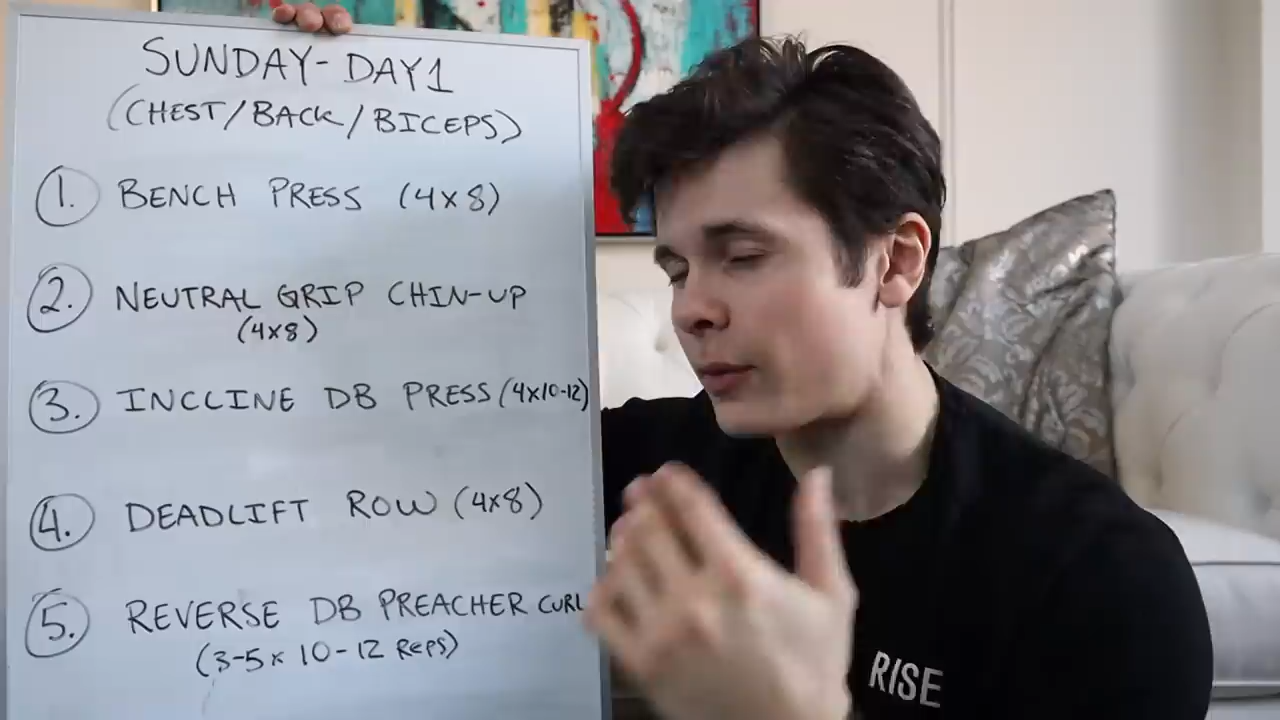 SUNDAY-DAY1
(CHEST/BACK/BICEPS)
1. BENCH PRESS (4x8)
2. NEUTRAL GRIP CHIN-UP
(4x8)
3. INCLINE DB PRESS (4x10-12)
4. DEADLIFT ROW (4x8)
5. REVERSE DB PREACHER CURL
(3-5x 10-12 REPS)
RISE